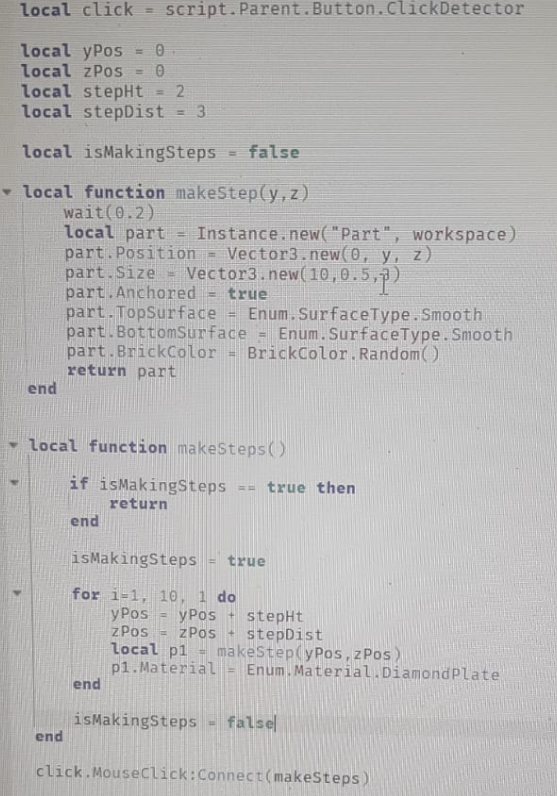 local click = script.Parent.Button.ClickDetector
local yPos = 0
local zPos = 0
local stepHt = 2
local stepDist = 3
local isMakingSteps = false
local function makeStep(y,z)
wait(0.2)
local part = Instance.new("Part", workspace)
part.Position = Vector3.new(0, y, z)
part.Size = Vector3.new(10,0.5,3)
part.Anchored = true
part.TopSurface = Enum.SurfaceType.Smooth
part.BottomSurface = Enum.SurfaceType.Smooth
part.BrickColor = BrickColor.Random()
return part
end
local function makeSteps()
if isMakingSteps == true then
return
end
isMakingSteps = true
for i=1, 10, 1 do
yPos = yPos + stepHt
zPos = zPos + stepDist
local p1 = makeStep(yPos,zPos)
p1.Material = Enum.Material.DiamondPlate
end
isMakingSteps = false
end
click.MouseClick:Connect(makeSteps)